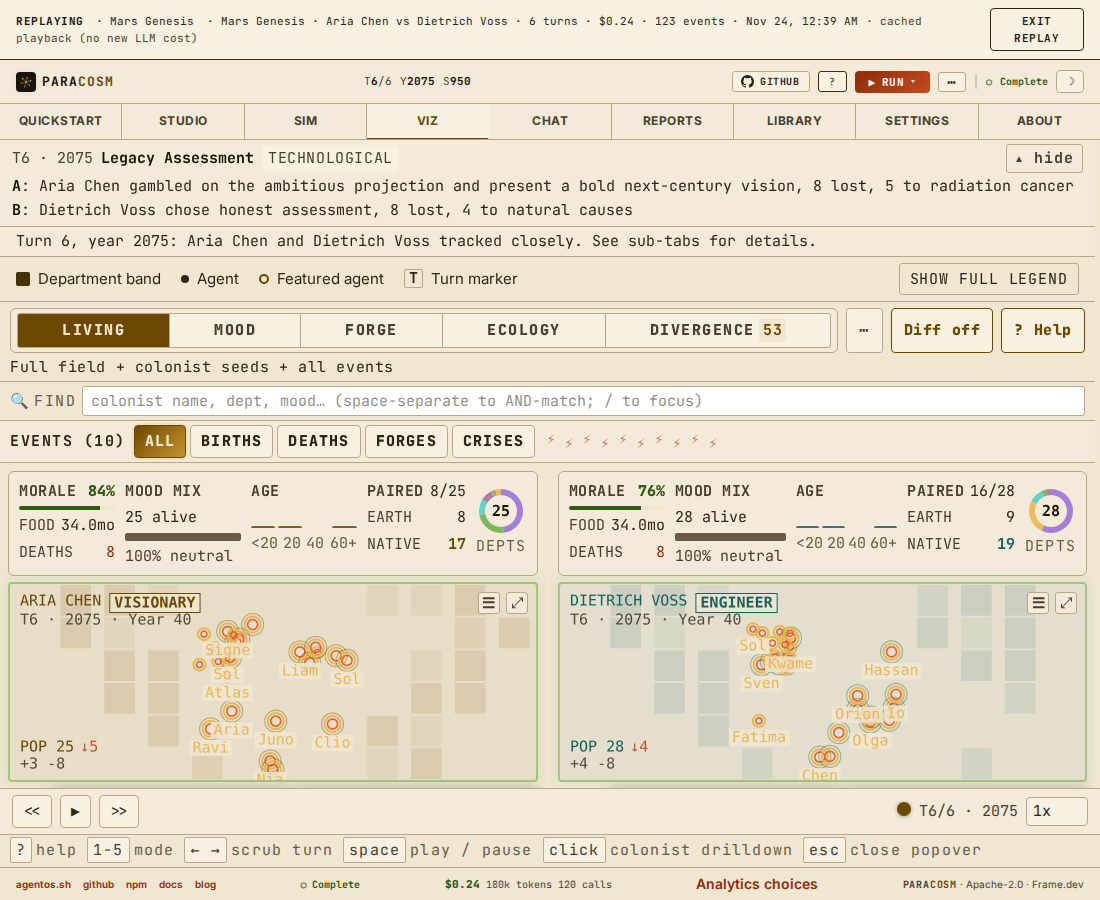 REPLAYING · Mars Genesis · Mars Genesis · Aria Chen vs Dietrich Voss · 6 turns · $0.24 · 123 events · Nov 24, 12:39 AM · cached
playback (no new LLM cost)
EXIT
REPLAY
PARACOSM
T6/6 Y2075 S950
GITHUB
?
▶ RUN ▾
⋯
○ Complete
☽
QUICKSTART STUDIO SIM VIZ CHAT REPORTS LIBRARY SETTINGS ABOUT
T6 · 2075 Legacy Assessment TECHNOLOGICAL
▴ hide
A: Aria Chen gambled on the ambitious projection and present a bold next-century vision, 8 lost, 5 to radiation cancer
B: Dietrich Voss chose honest assessment, 8 lost, 4 to natural causes
Turn 6, year 2075: Aria Chen and Dietrich Voss tracked closely. See sub-tabs for details.
Department band Agent Featured agent T Turn marker
SHOW FULL LEGEND
LIVING MOOD FORGE ECOLOGY DIVERGENCE 53
⋯ Diff off ? Help
Full field + colonist seeds + all events
🔍 FIND colonist name, dept, mood… (space-separate to AND-match; / to focus)
EVENTS (10) ALL BIRTHS DEATHS FORGES CRISES
MORALE 84% MOOD MIX AGE PAIRED 8/25
FOOD 34.0mo 25 alive EARTH 8 25
DEATHS 8 100% neutral <20 20 40 60+ NATIVE 17 DEPTS
MORALE 76% MOOD MIX AGE PAIRED 16/28
FOOD 34.0mo 28 alive EARTH 9 28
DEATHS 8 100% neutral <20 20 40 60+ NATIVE 19 DEPTS
ARIA CHEN VISIONARY
T6 · 2075 · Year 40
Signe
Liam
Sol
Sol
Atlas
Aria
Ravi
Juno
Clio
Nia
POP 25 ↓5
+3 -8
DIETRICH VOSS ENGINEER
T6 · 2075 · Year 40
Sol
Kwame
Hassan
Sven
Orion
Io
Fatima
Olga
Chen
POP 28 ↓4
+4 -8
<< ▶ >>
T6/6 · 2075 1x
? help 1-5 mode ← → scrub turn space play / pause click colonist drilldown esc close popover
agentos.sh github npm docs blog
○ Complete
$0.24 180k tokens 120 calls
Analytics choices
PARACOSM · Apache-2.0 · Frame.dev